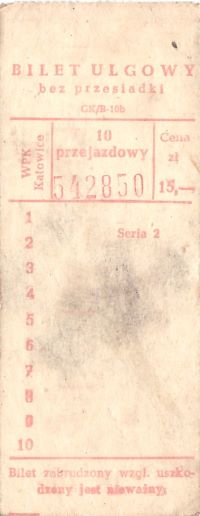 BILET ULGOWY
bez przesiadki
GK/B-10b
WPK
Katowice
10
przejazdowy
542850
Cena
zł
15,—
1
2
Seria 2
3
4
5
6
7
8
9
10
Bilet zabrudzony wzgl. uszko-
dzony jest nieważny.